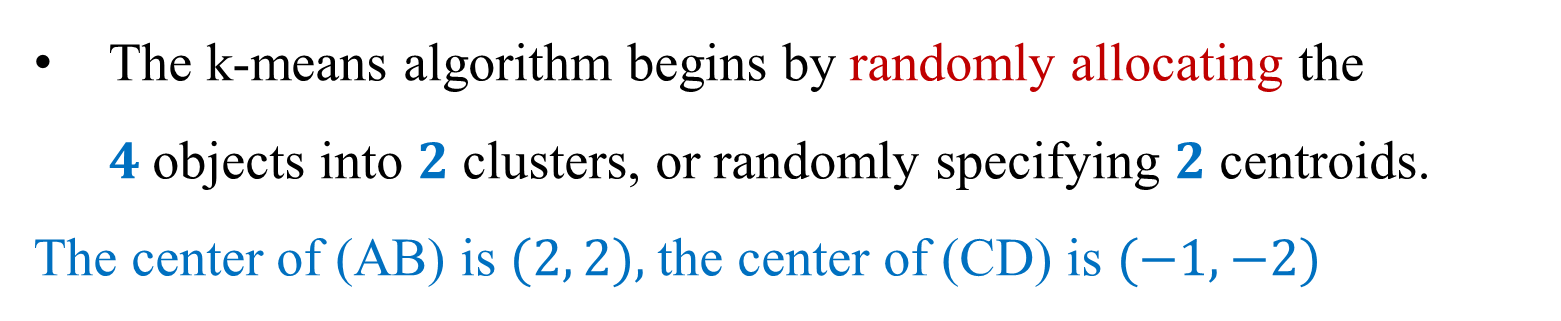 • The k-means algorithm begins by randomly allocating the
4 objects into 2 clusters, or randomly specifying 2 centroids.
The center of (AB) is (2, 2), the center of (CD) is (−1, −2)